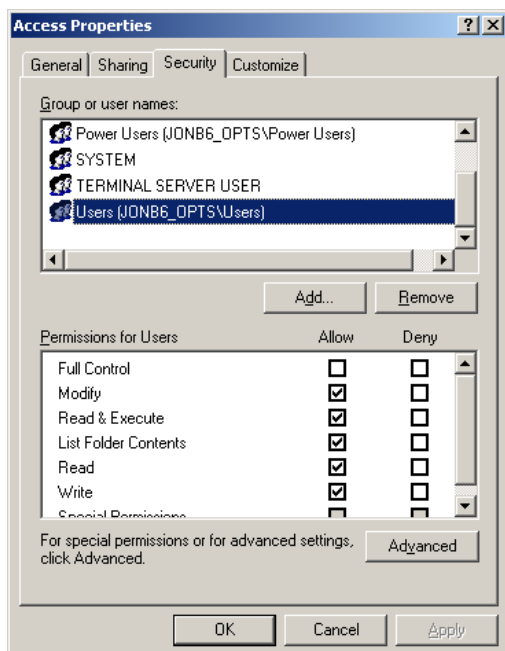 Access Properties
General Sharing Security Customize
Group or user names:
Power Users (JONB6_OPTS\Power Users)
SYSTEM
TERMINAL SERVER USER
Users (JONB6_OPTS\Users)
Add... Remove
Permissions for Users Allow Deny
Full Control
Modify
Read & Execute
List Folder Contents
Read
Write
Special Permissions
For special permissions or for advanced settings, click Advanced.
Advanced
OK Cancel Apply